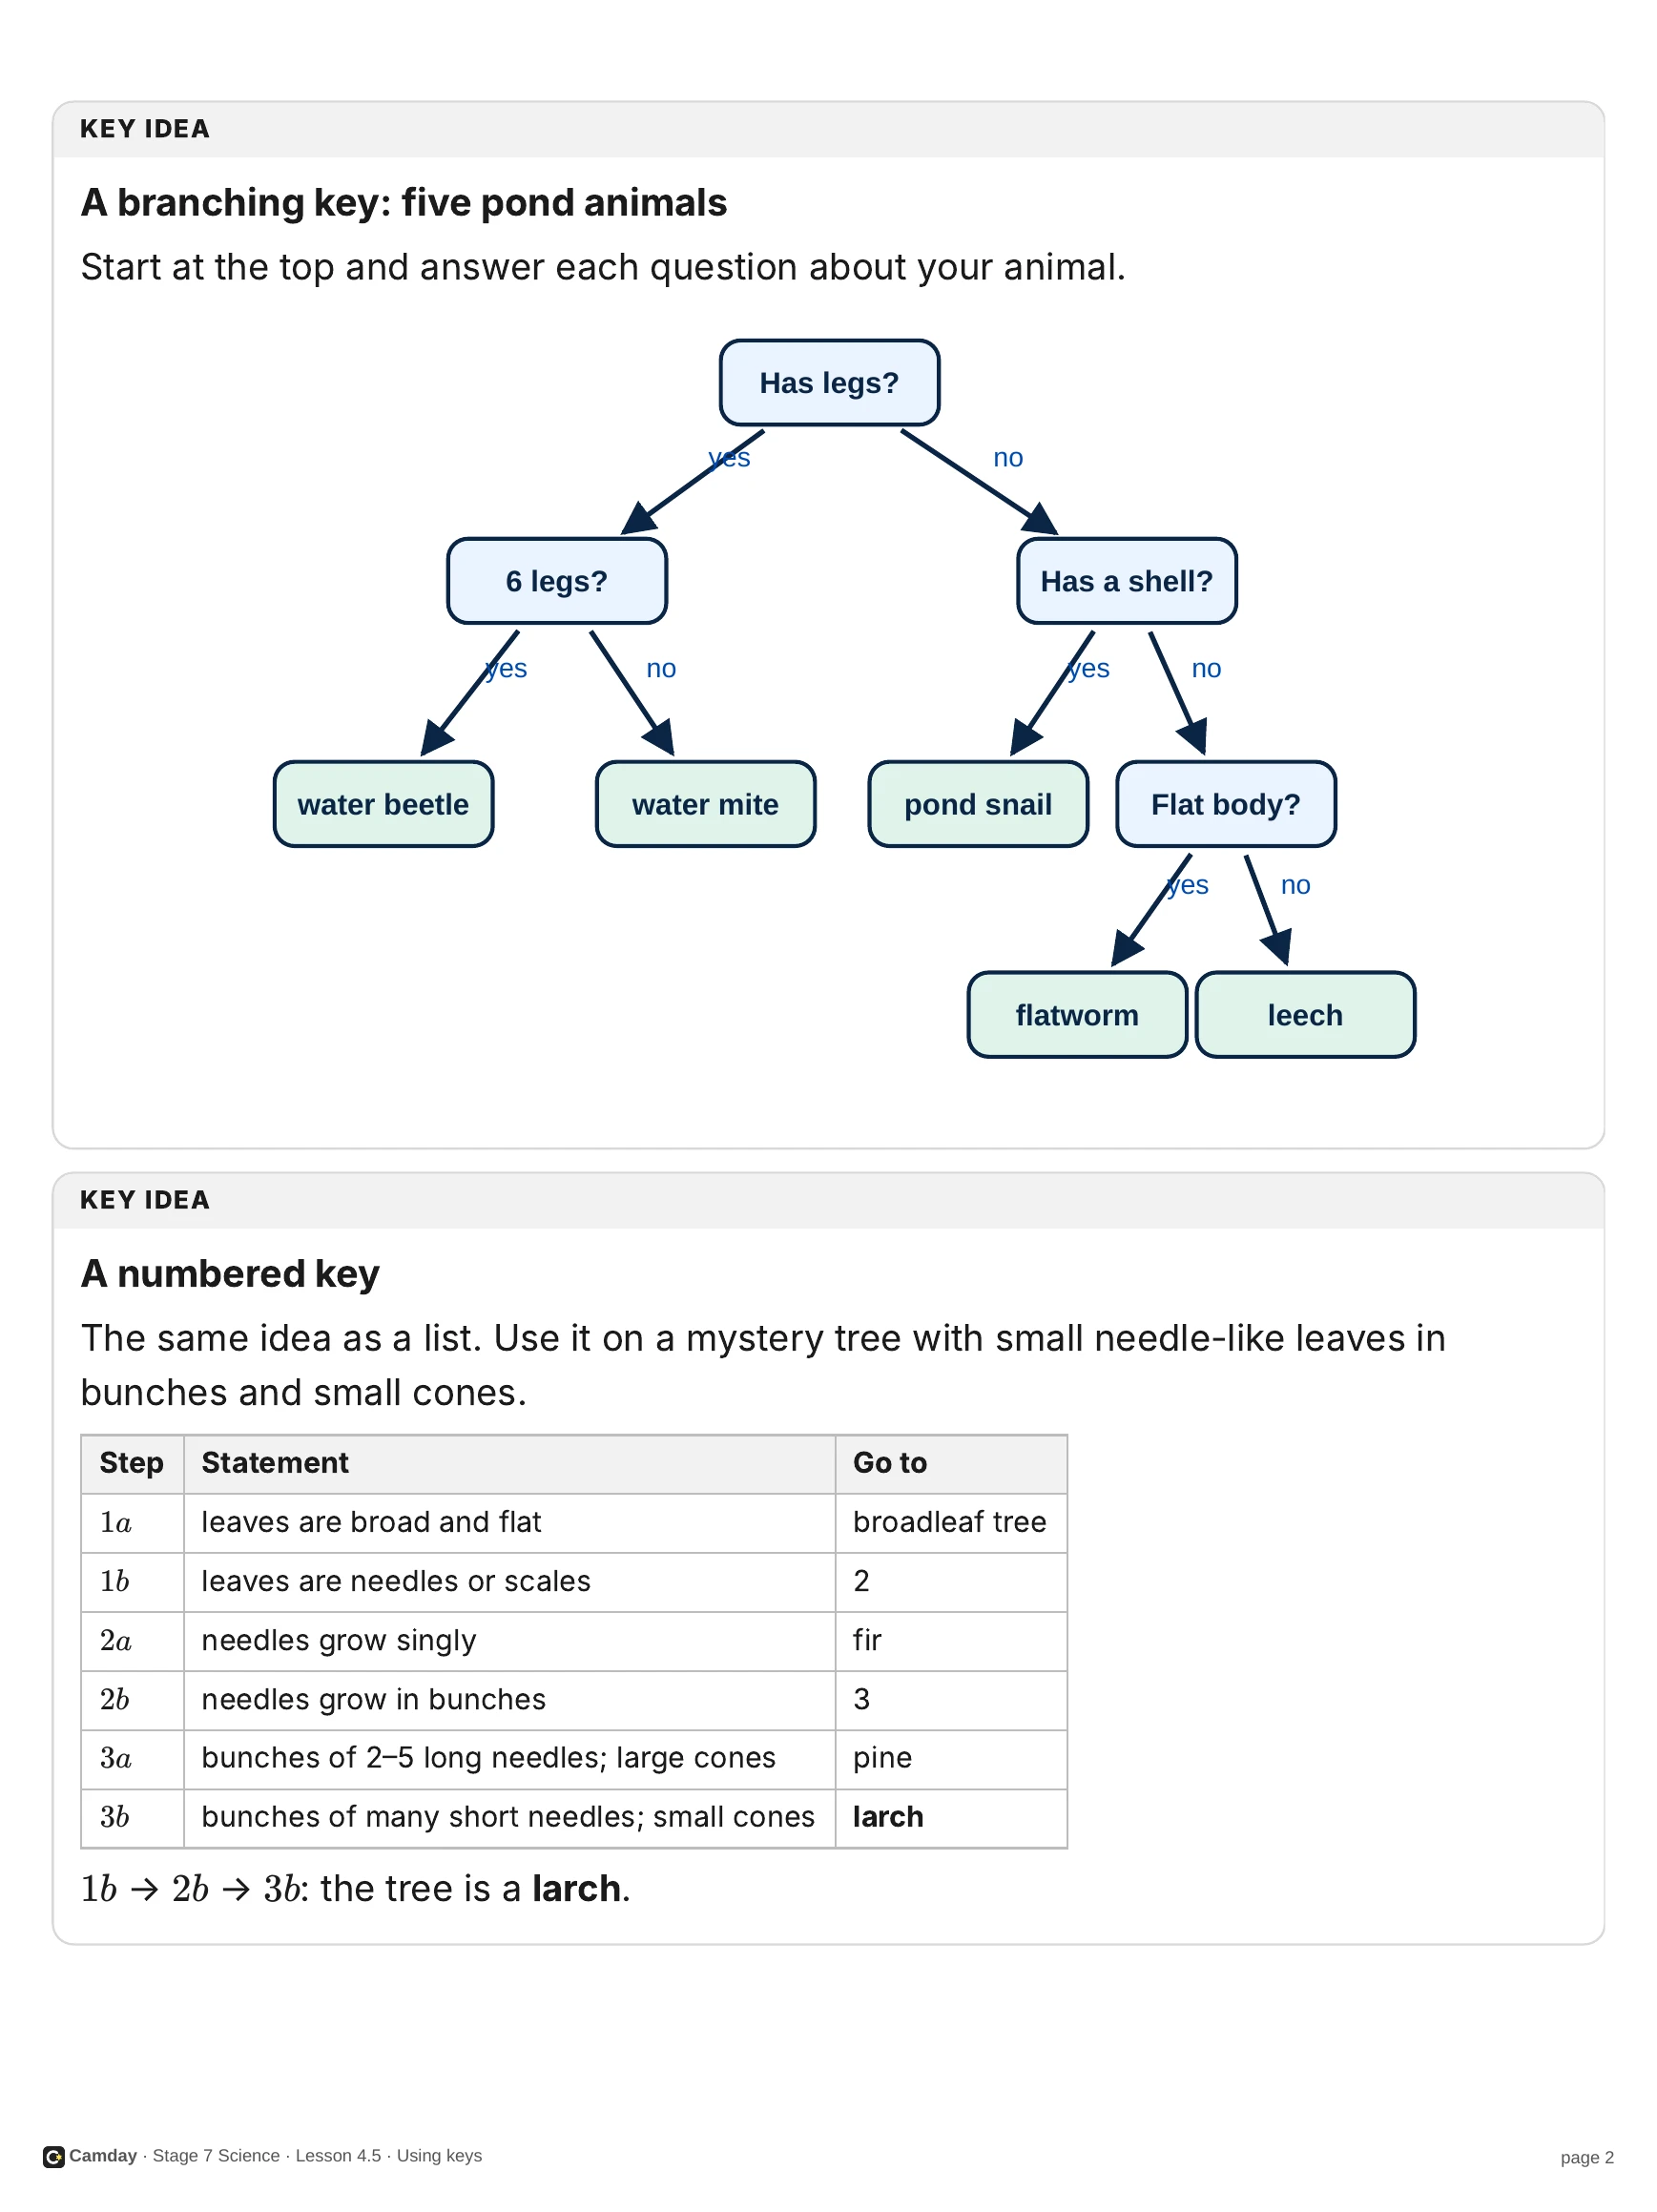 KEY IDEA
A branching key: five pond animals
Start at the top and answer each question about your animal.
Has legs?
yes no
6 legs? Has a shell?
yes no yes no
water beetle water mite pond snail Flat body?
yes no
flatworm leech
KEY IDEA
A numbered key
The same idea as a list. Use it on a mystery tree with small needle-like leaves in
bunches and small cones.
Step Statement Go to
1a leaves are broad and flat broadleaf tree
1b leaves are needles or scales 2
2a needles grow singly fir
2b needles grow in bunches 3
3a bunches of 2–5 long needles; large cones pine
3b bunches of many short needles; small cones larch
1b → 2b → 3b: the tree is a larch.
Camday · Stage 7 Science · Lesson 4.5 · Using keys page 2